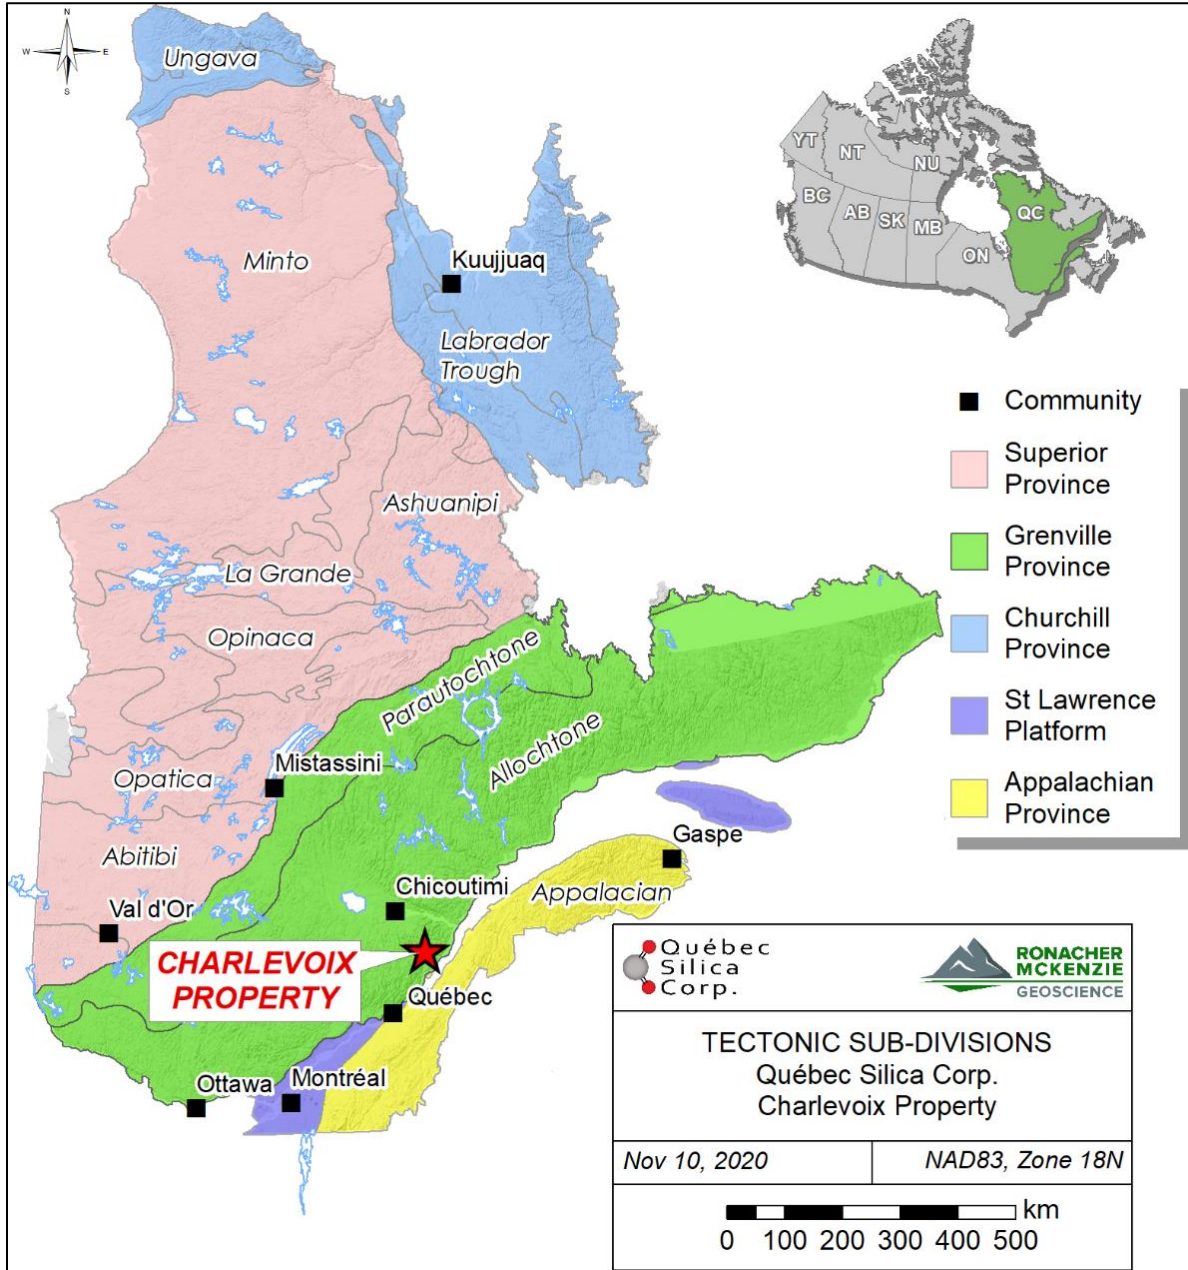 N
W
E
S
Ungava
Minto
Kuujjuaq
Labrador
Trough
Ashuanipi
La Grande
Opinaca
Parautochtone
Allochtone
Mistassini
Opatica
Abitibi
Val d'Or
Chicoutimi
Appalacian
Gaspe
CHARLEVOIX
PROPERTY
Québec
Ottawa
Montréal
YT
NT
NU
BC
AB
SK
MB
ON
QC
Community
Superior
Province
Grenville
Province
Churchill
Province
St Lawrence
Platform
Appalachian
Province
Québec
Silica
Corp.
RONACHER
MCKENZIE
GEOSCIENCE
TECTONIC SUB-DIVISIONS
Québec Silica Corp.
Charlevoix Property
Nov 10, 2020
NAD83, Zone 18N
km
0 100 200 300 400 500